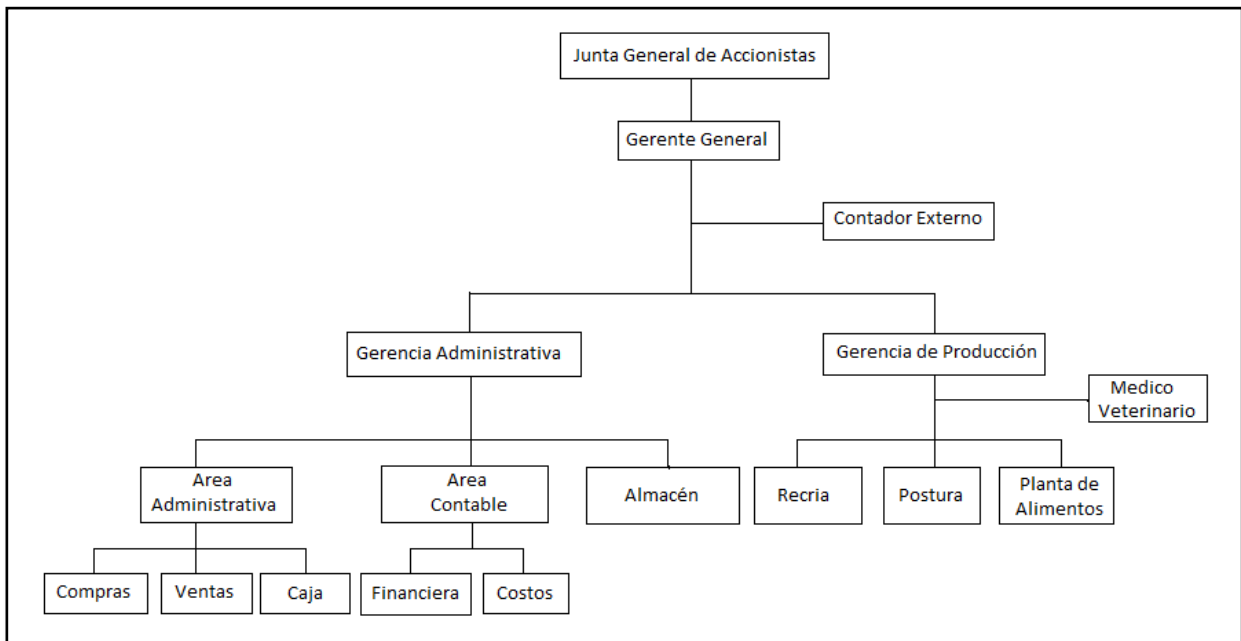 Junta General de Accionistas
Gerente General
Contador Externo
Gerencia Administrativa
Gerencia de Producción
Medico
Veterinario
Area
Administrativa
Area
Contable
Almacén
Recria
Postura
Planta de
Alimentos
Compras
Ventas
Caja
Financiera
Costos